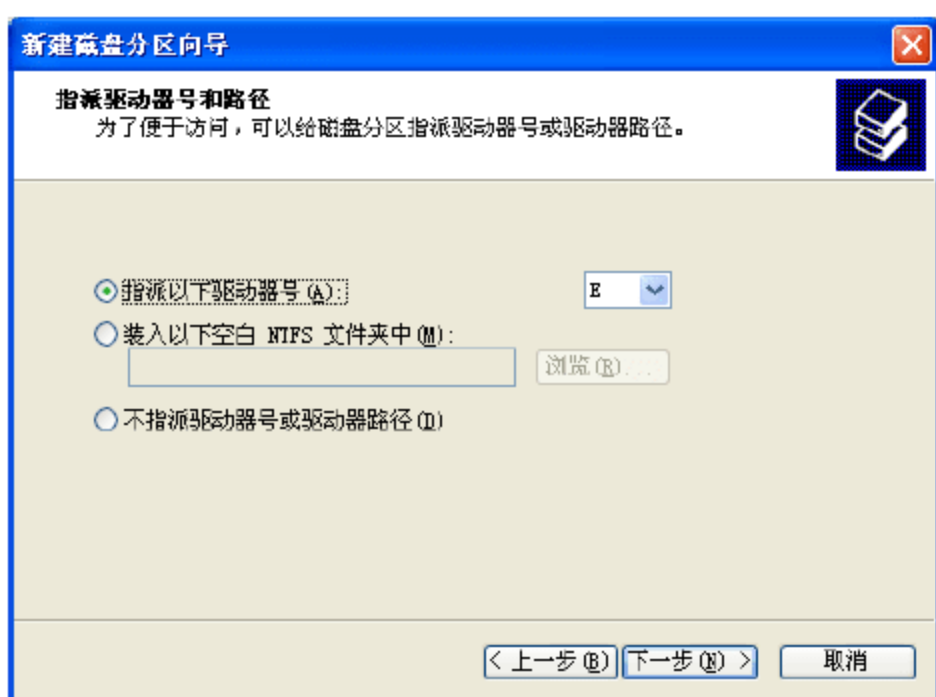 新建磁盘分区向导
指派驱动器号和路径
为了便于访问，可以给磁盘分区指派驱动器号或驱动器路径。
指派以下驱动器号(A): E
装入以下空白 NTFS 文件夹中(M):
浏览(R)...
不指派驱动器号或驱动器路径(D)
< 上一步(B) 下一步(N) > 取消